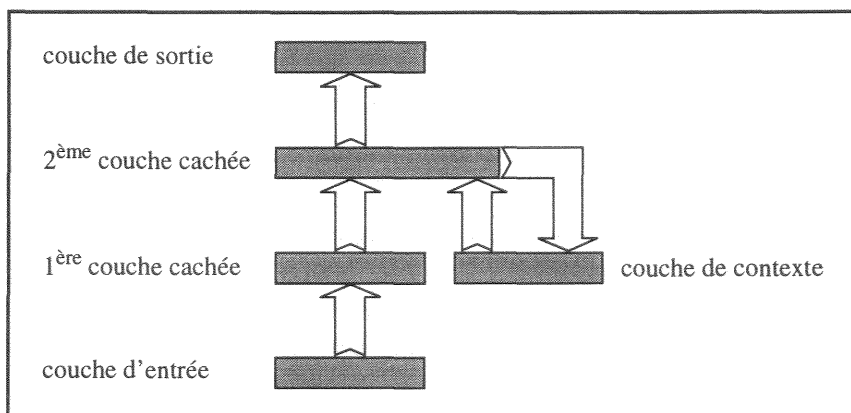 couche de sortie
2ème couche cachée
1ère couche cachée
couche de contexte
couche d'entrée